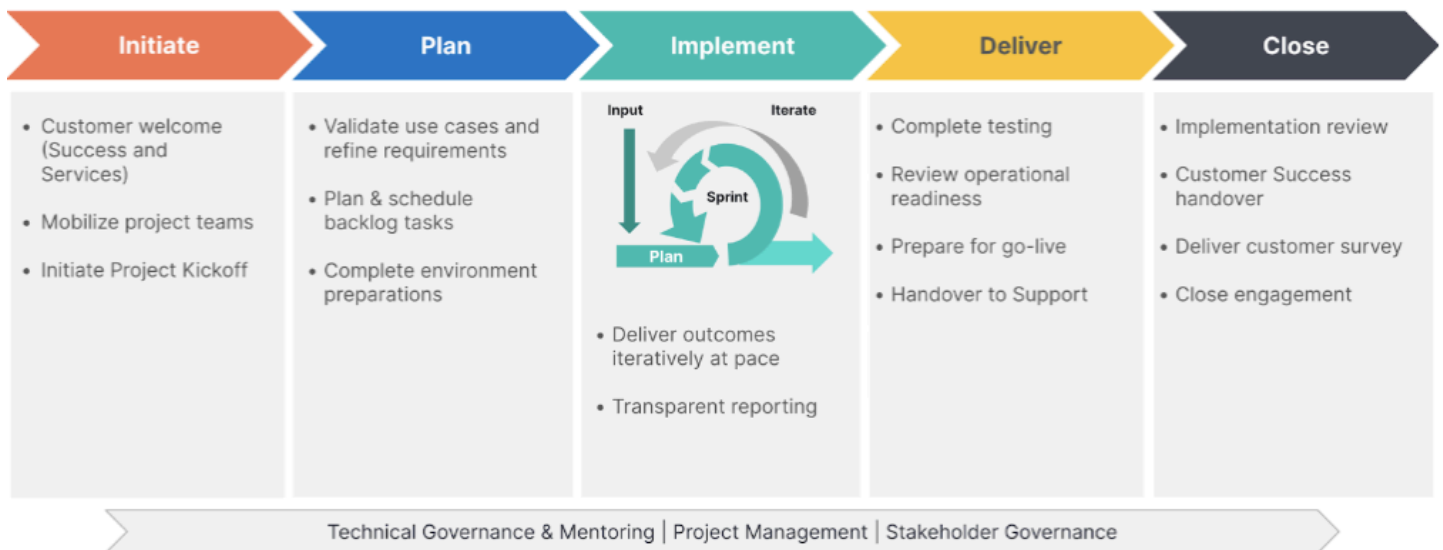 Initiate
Plan
Implement
Deliver
Close
• Customer welcome
(Success and
Services)
• Mobilize project teams
• Initiate Project Kickoff
• Validate use cases and
refine requirements
• Plan & schedule
backlog tasks
• Complete environment
preparations
Input
Iterate
Sprint
Plan
• Deliver outcomes
iteratively at pace
• Transparent reporting
• Complete testing
• Review operational
readiness
• Prepare for go-live
• Handover to Support
• Implementation review
• Customer Success
handover
• Deliver customer survey
• Close engagement
Technical Governance & Mentoring | Project Management | Stakeholder Governance